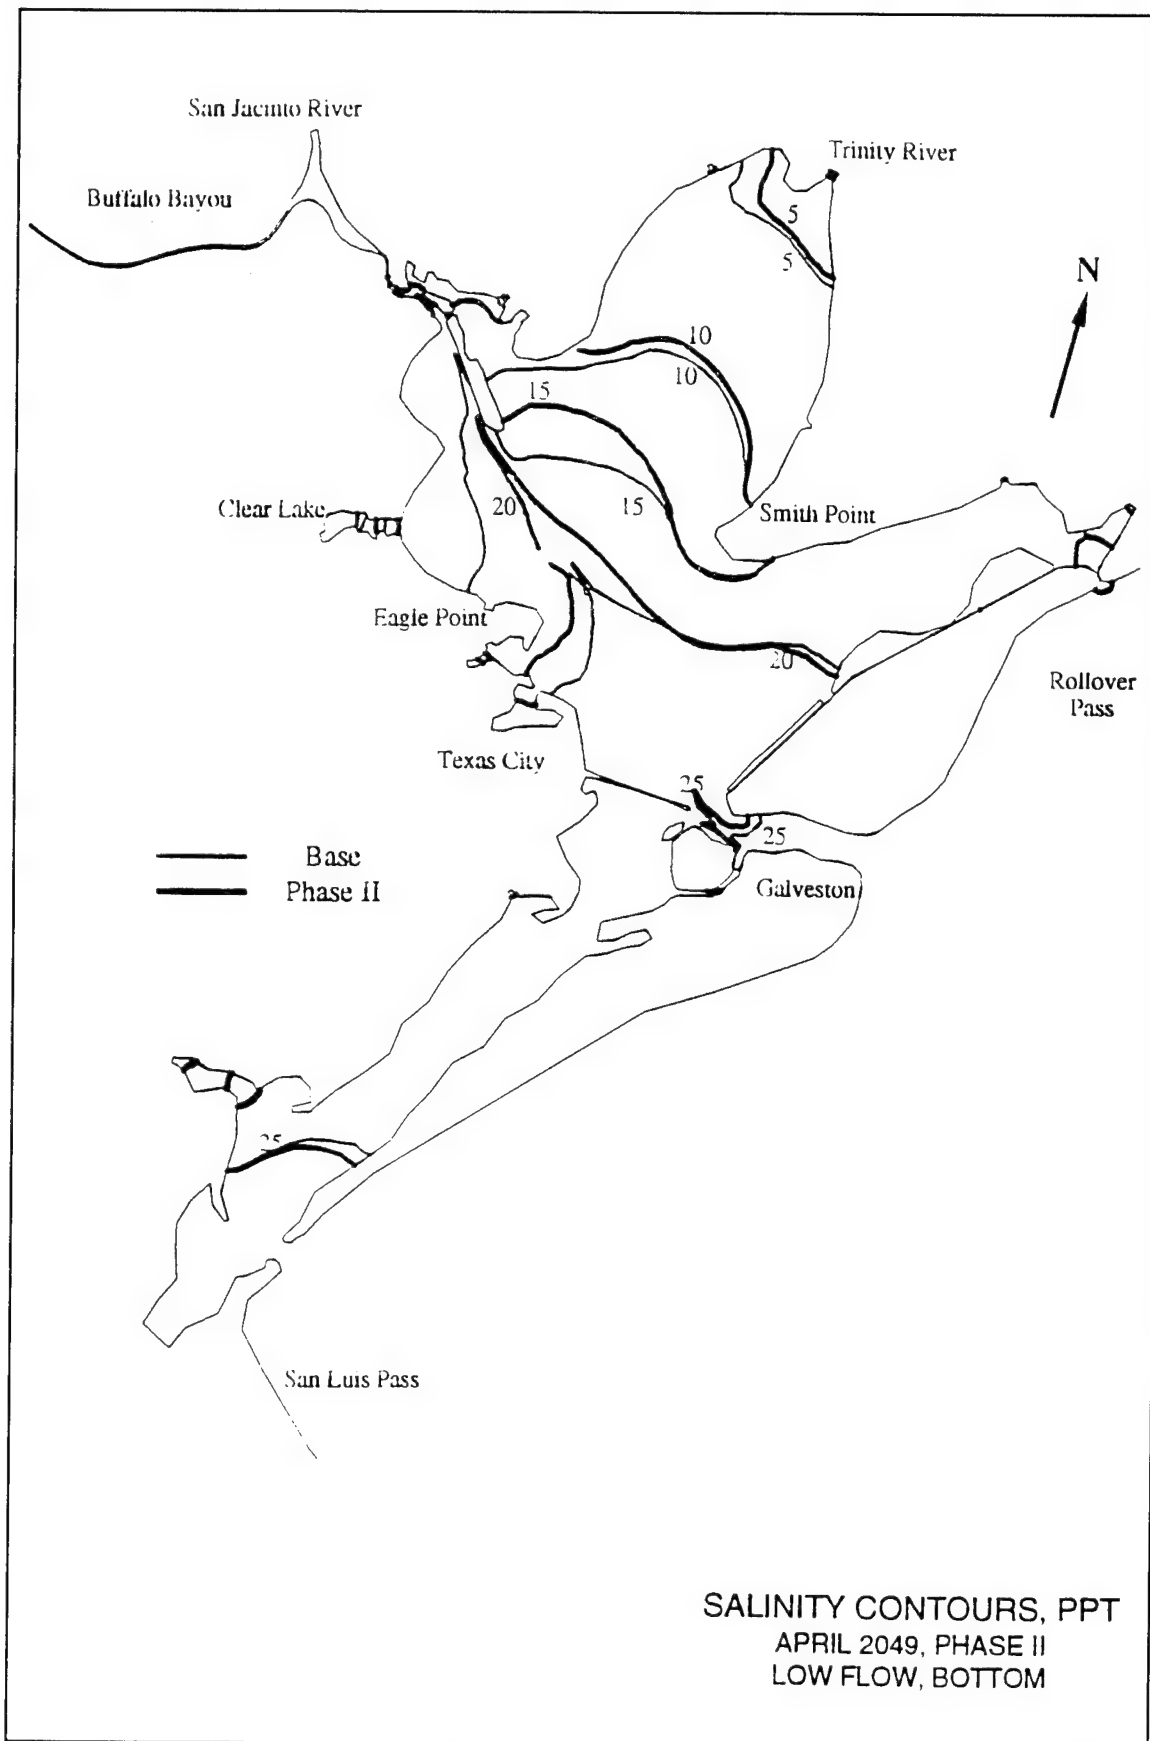 San Jacinto River
Trinity River
Buffalo Bayou
5
5
N
10
10
15
Clear Lake
20
15
Smith Point
Eagle Point
20
Rollover
Pass
Texas City
25
25
Base
Phase II
Galveston
25
San Luis Pass
SALINITY CONTOURS, PPT
APRIL 2049, PHASE II
LOW FLOW, BOTTOM